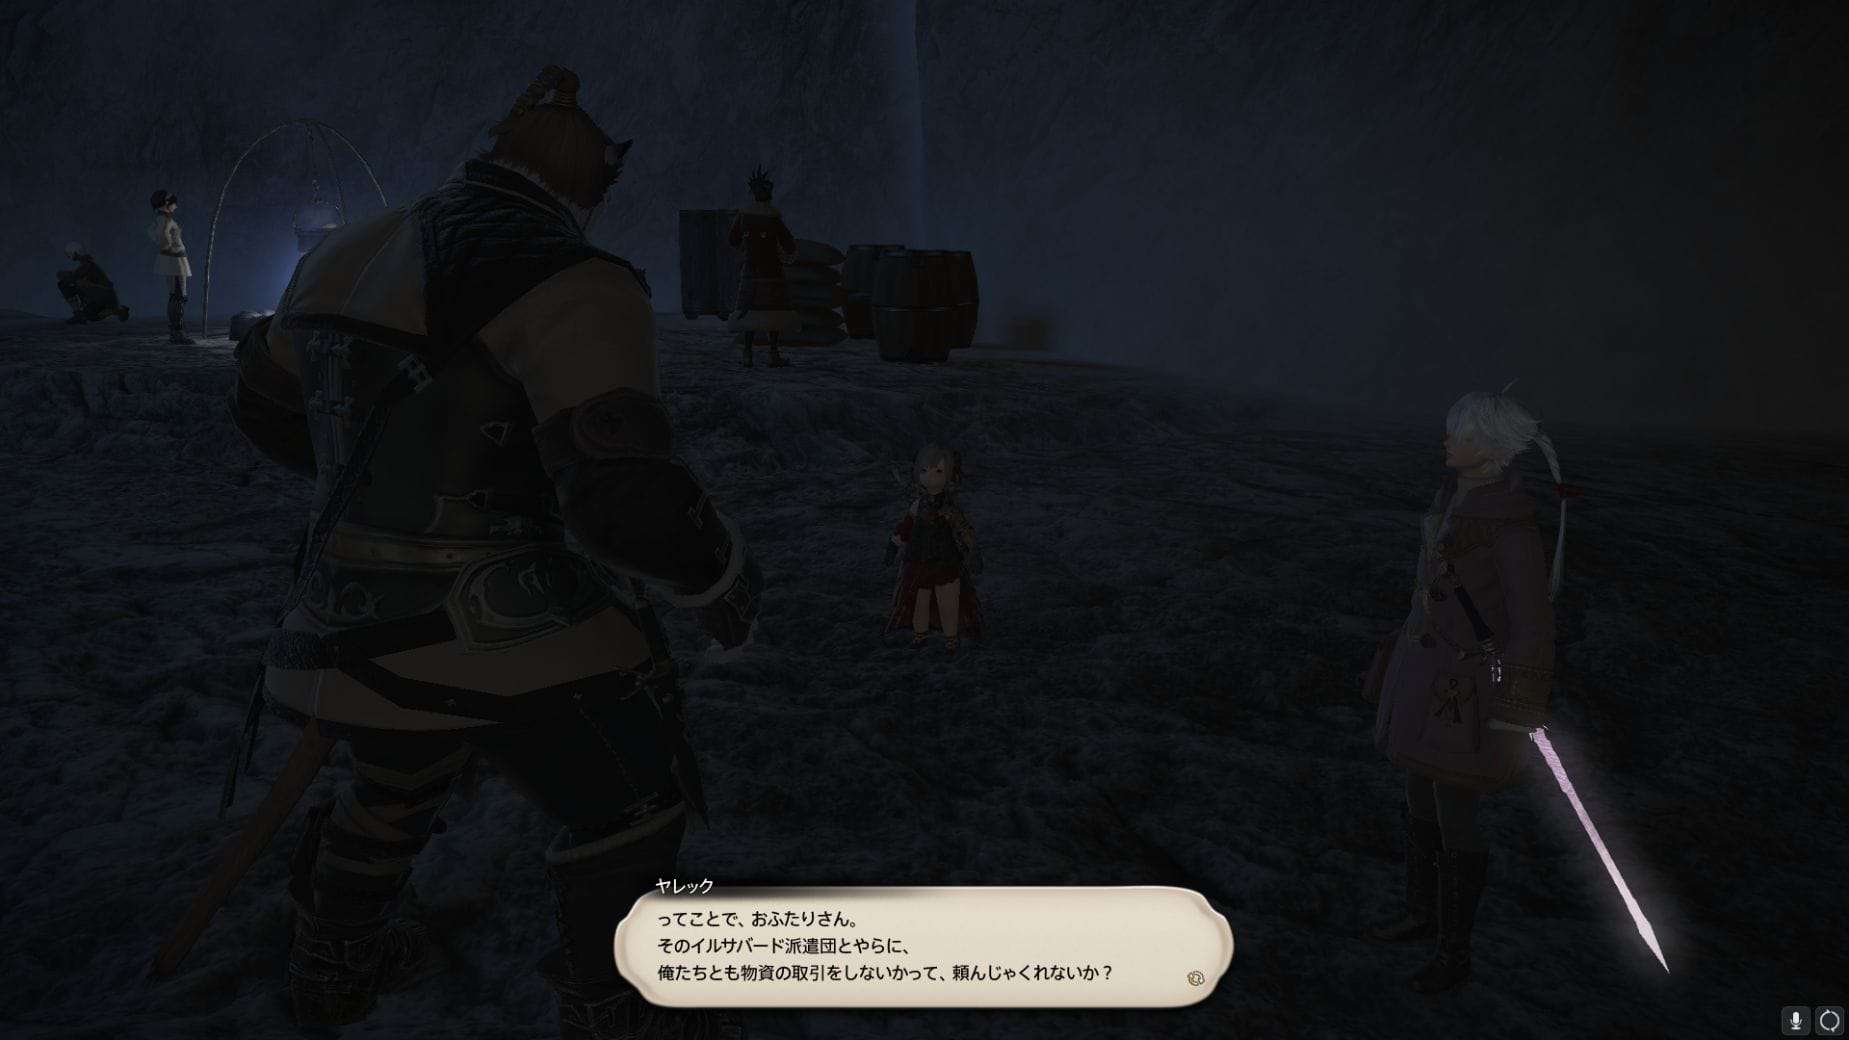 ヤレック
ってことで、おふたりさん。
そのイルサバード派遣団とやらに、
俺たちとも物資の取引をしないかって、頼んじゃくれないか？